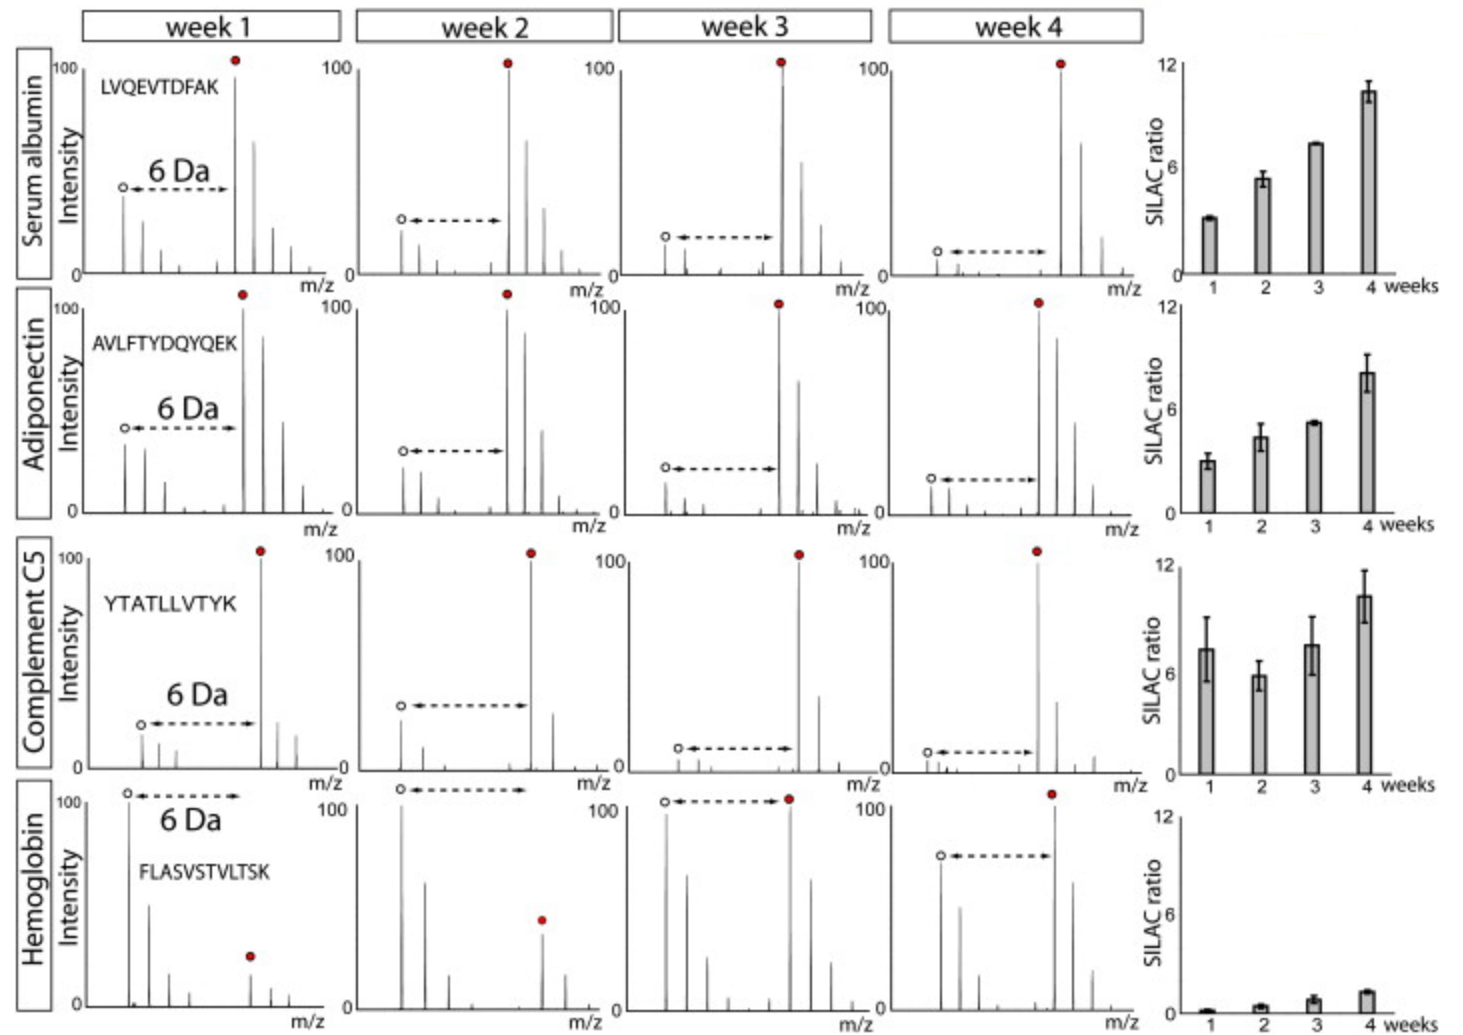 week 1
week 2
week 3
week 4
Serum albumin
Intensity
100
0
LVQEVTDFAK
6 Da
m/z
100
0
m/z
100
0
m/z
100
0
m/z
SILAC ratio
12
6
0
1 2 3 4 weeks
Adiponectin
Intensity
100
0
AVLFTYDQYQEK
6 Da
m/z
100
0
m/z
100
0
m/z
100
0
m/z
SILAC ratio
12
6
0
1 2 3 4 weeks
Complement C5
Intensity
100
0
YTATLLVTYK
6 Da
m/z
100
0
m/z
100
0
m/z
100
0
m/z
SILAC ratio
12
6
0
1 2 3 4 weeks
Hemoglobin
Intensity
100
0
6 Da
FLASVSTVLTSK
m/z
100
0
m/z
100
0
m/z
100
0
m/z
SILAC ratio
12
6
0
1 2 3 4 weeks